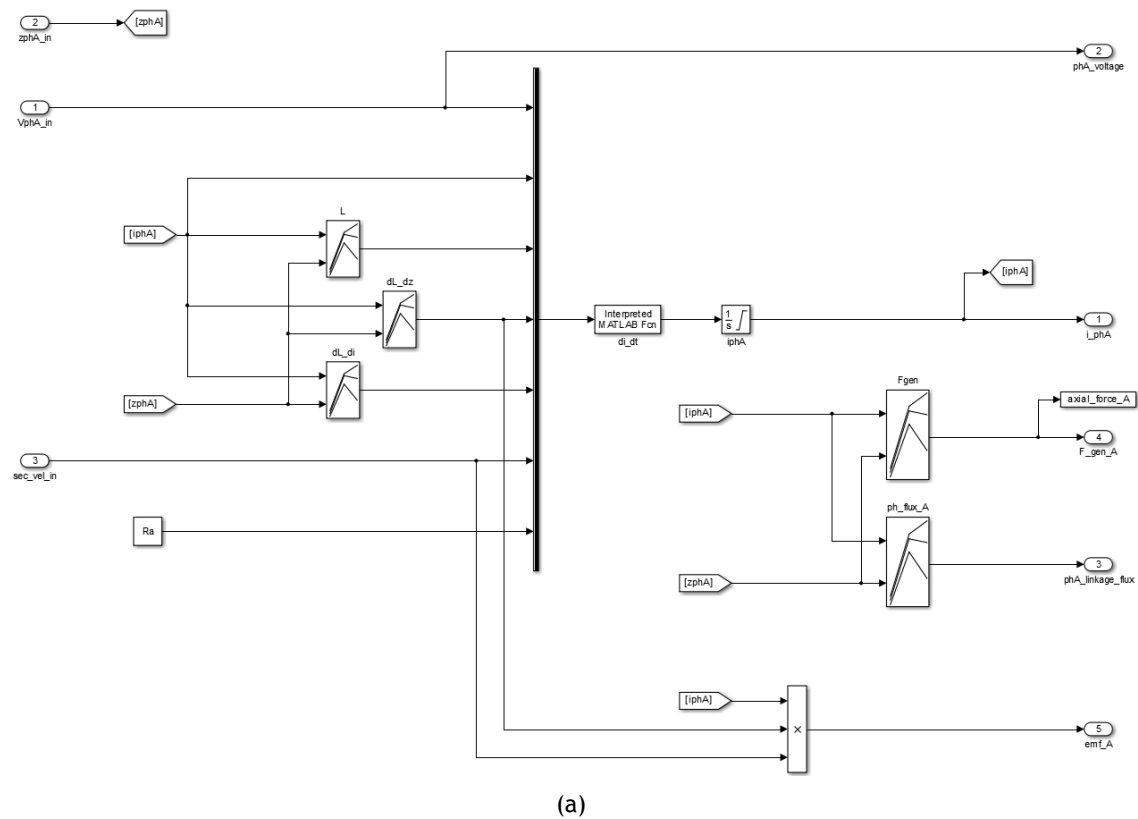 2
zphA_in
[zphA]
2
phA_voltage
1
VphA_in
[iphA]
L
dL_dz
dL_di
[zphA]
3
sec_vel_in
Ra
Interpreted
MATLAB Fcn
di_dt
1
s
iphA
[iphA]
1
i_phA
Fgen
[iphA]
axial_force_A
4
F_gen_A
ph_flux_A
[zphA]
3
phA_linkage_flux
[iphA]
×
5
emf_A
(a)